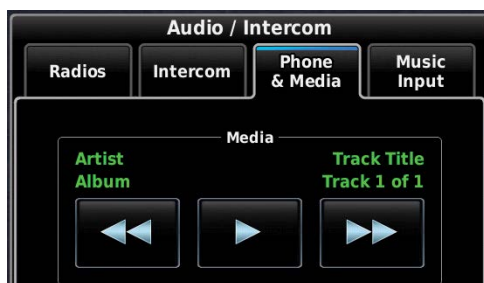 Audio / Intercom
Radios
Intercom
Phone
& Media
Music
Input
Media
Artist
Track Title
Album
Track 1 of 1